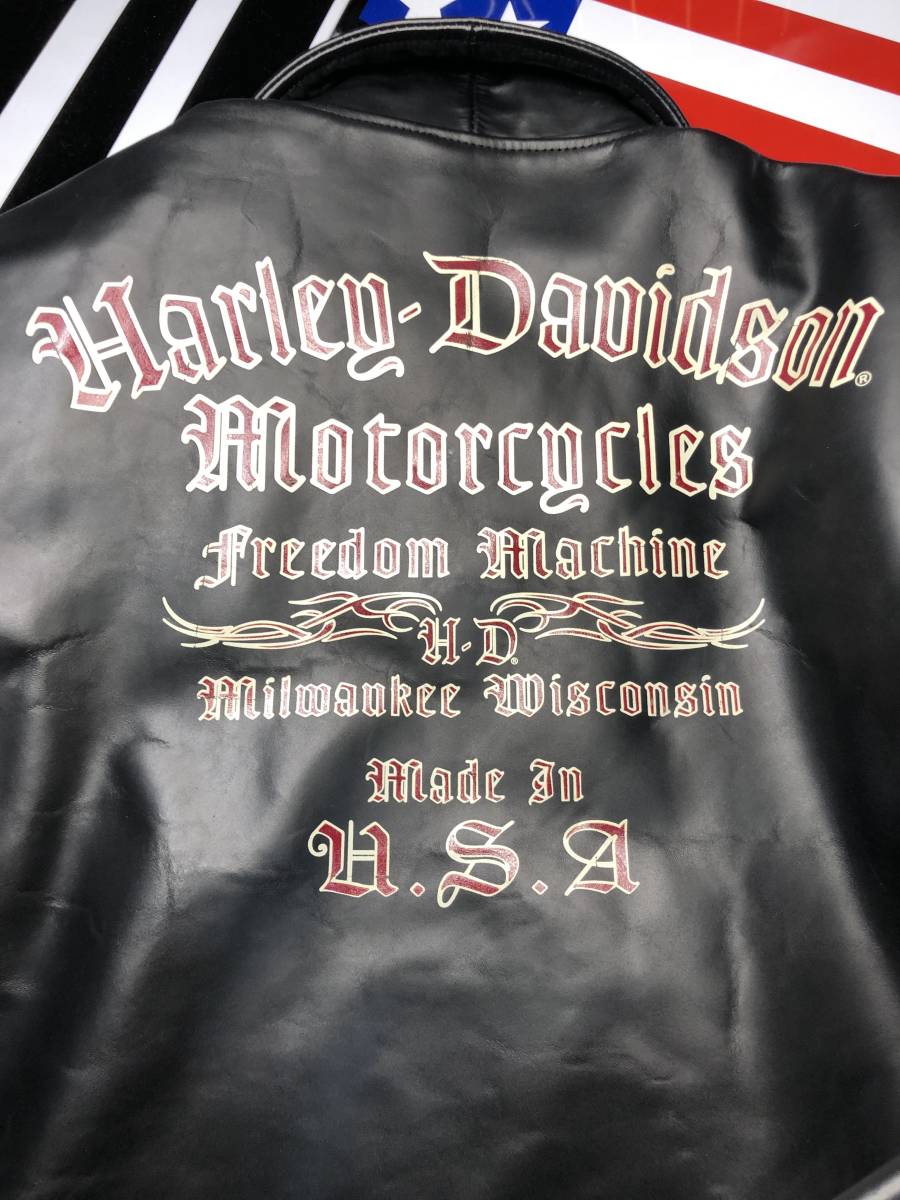 Harley-Davidson®
Motorcycles
Freedom Machine
H-D®
Milwaukee Wisconsin
Made In
U.S.A